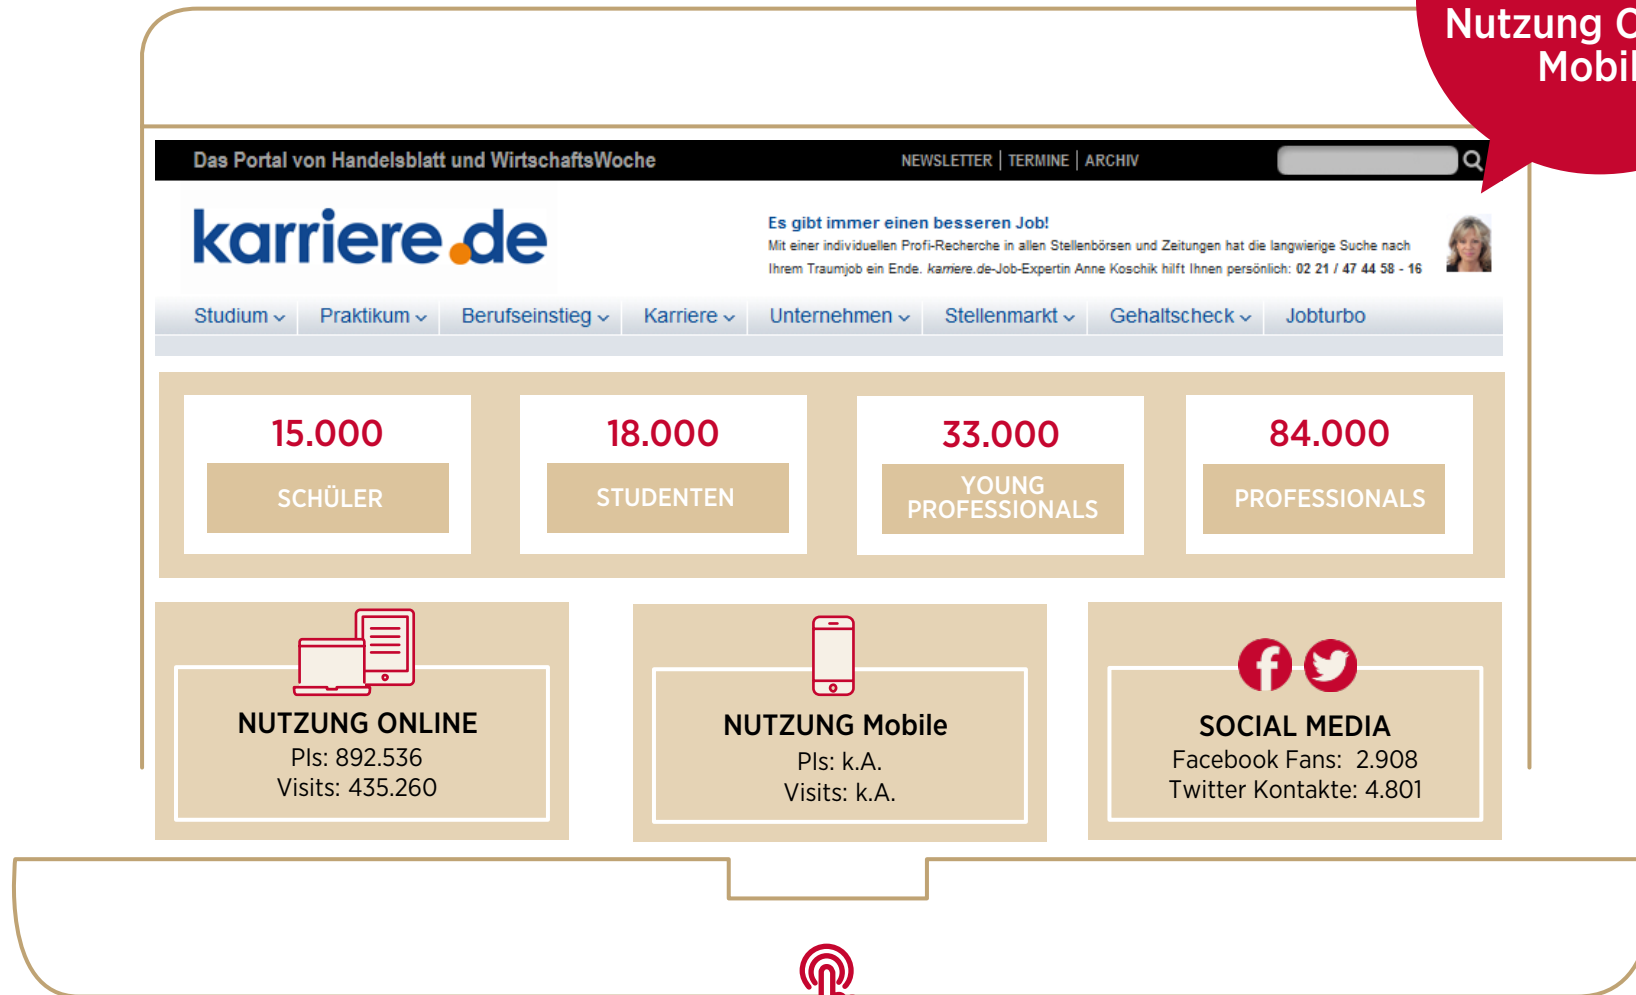 Nutzung
Mobil
Das Portal von Handelsblatt und WirtschaftsWoche
NEWSLETTER | TERMINE | ARCHIV
karriere.de
Es gibt immer einen besseren Job!
Mit einer individuellen Profi-Recherche in allen Stellenbörsen und Zeitungen hat die langwierige Suche nach
Ihrem Traumjob ein Ende. karriere.de-Job-Expertin Anne Koschik hilft Ihnen persönlich: 02 21 / 47 44 58 - 16
Studium Praktikum Berufseinstieg Karriere Unternehmen Stellenmarkt Gehaltscheck Jobturbo
15.000
SCHÜLER
18.000
STUDENTEN
33.000
YOUNG
PROFESSIONALS
84.000
PROFESSIONALS
NUTZUNG ONLINE
PIs: 892.536
Visits: 435.260
NUTZUNG Mobile
PIs: k.A.
Visits: k.A.
SOCIAL MEDIA
Facebook Fans: 2.908
Twitter Kontakte: 4.801